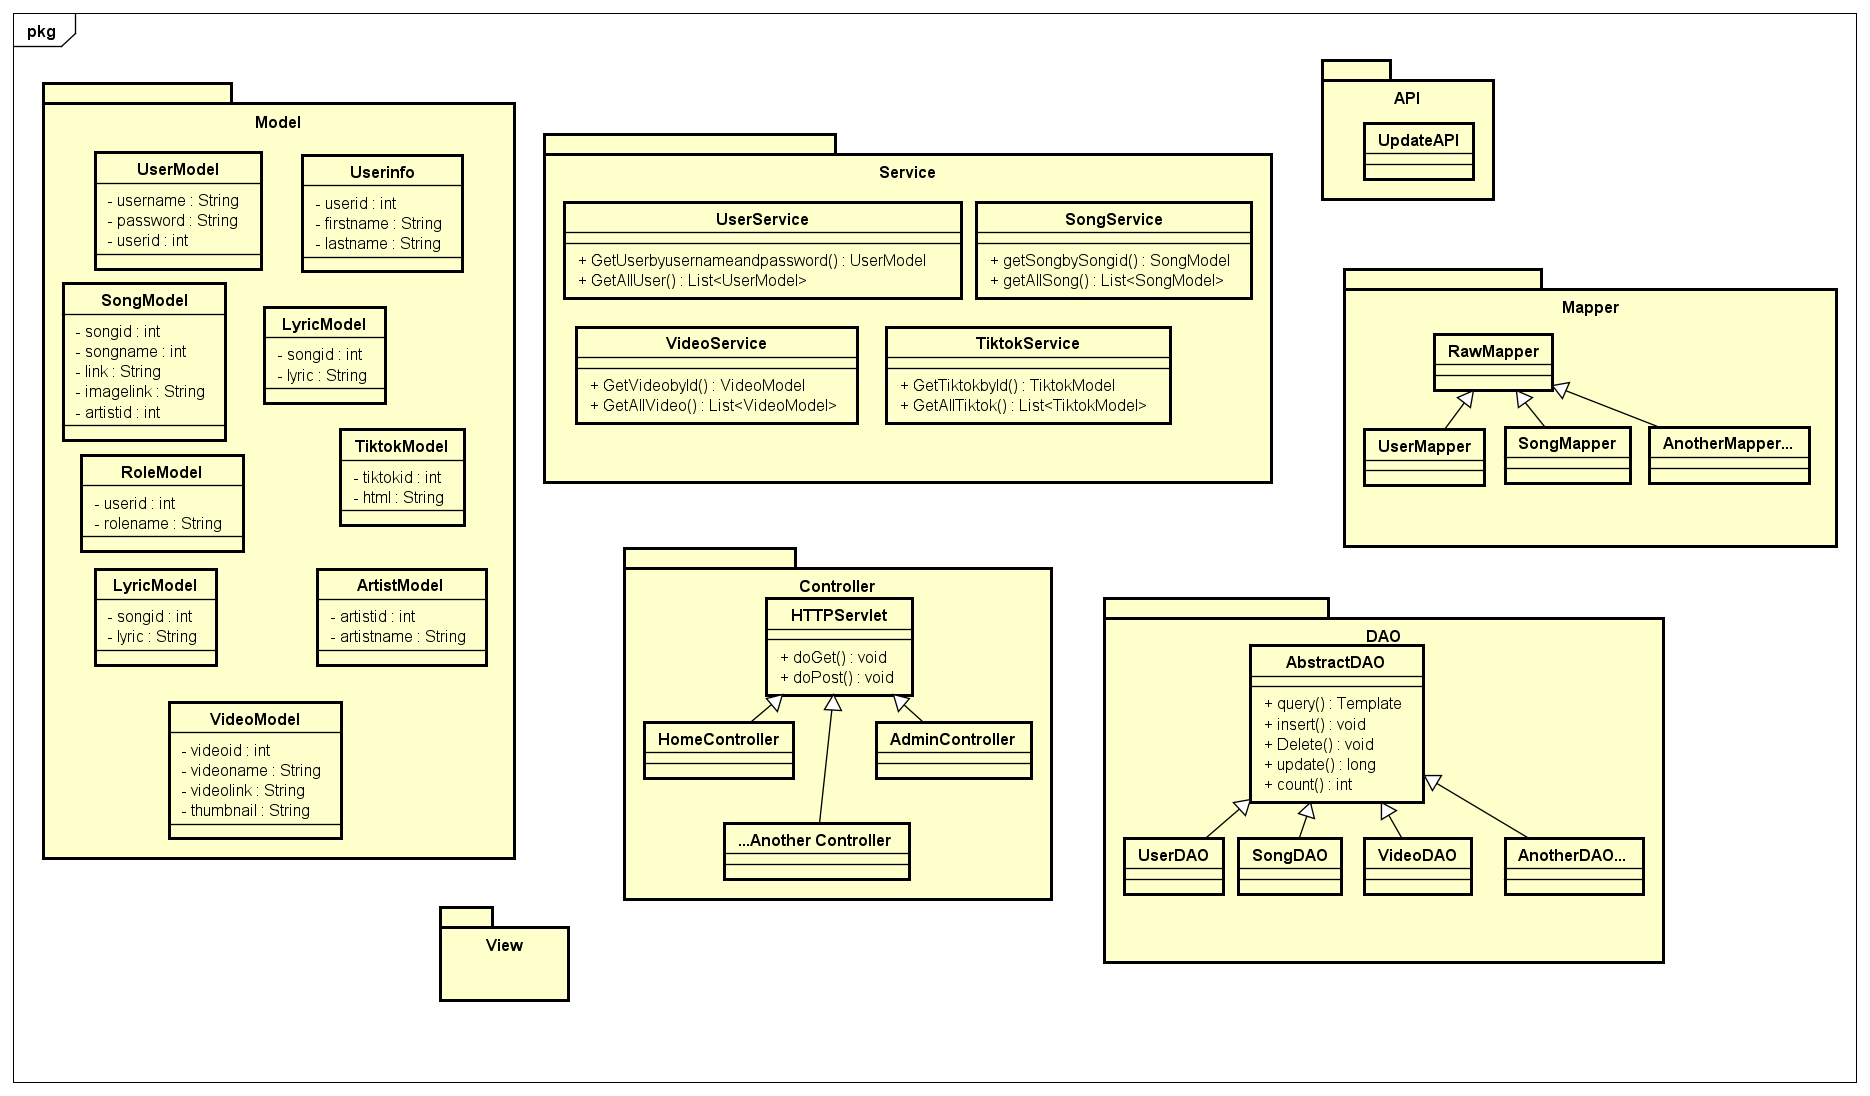 pkg
Model
UserModel
- username : String
- password : String
- userid : int
Userinfo
- userid : int
- firstname : String
- lastname : String
SongModel
- songid : int
- songname : int
- link : String
- imagelink : String
- artistid : int
LyricModel
- songid : int
- lyric : String
TiktokModel
- tiktokid : int
- html : String
RoleModel
- userid : int
- rolename : String
LyricModel
- songid : int
- lyric : String
ArtistModel
- artistid : int
- artistname : String
VideoModel
- videoid : int
- videoname : String
- videolink : String
- thumbnail : String
Service
UserService
+ GetUserbyusernameandpassword() : UserModel
+ GetAllUser() : List<UserModel>
SongService
+ getSongbySongid() : SongModel
+ getAllSong() : List<SongModel>
VideoService
+ GetVideobyId() : VideoModel
+ GetAllVideo() : List<VideoModel>
TiktokService
+ GetTiktokbyId() : TiktokModel
+ GetAllTiktok() : List<TiktokModel>
API
UpdateAPI
Mapper
RawMapper
UserMapper
SongMapper
AnotherMapper...
Controller
HTTPServlet
+ doGet() : void
+ doPost() : void
HomeController
AdminController
...Another Controller
DAO
AbstractDAO
+ query() : Template
+ insert() : void
+ Delete() : void
+ update() : long
+ count() : int
UserDAO
SongDAO
VideoDAO
AnotherDAO...
View